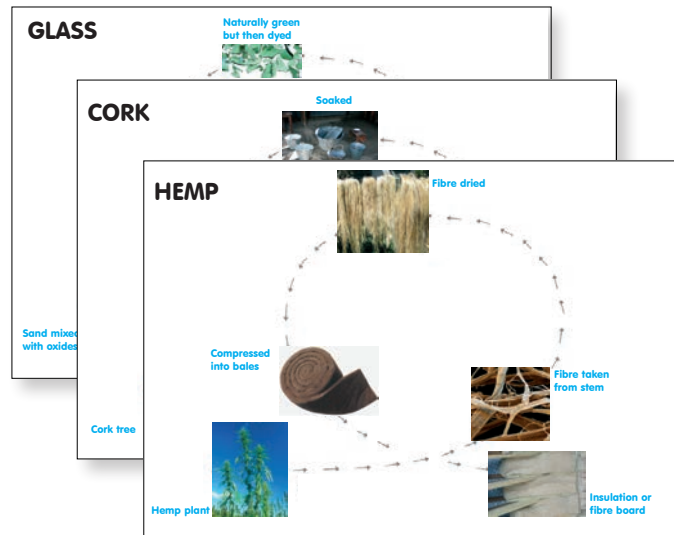 GLASS
Naturally green
but then dyed
Sand mixed
with oxides
CORK
Soaked
Cork tree
HEMP
Fibre dried
Compressed
into bales
Fibre taken
from stem
Hemp plant
Insulation or
fibre board